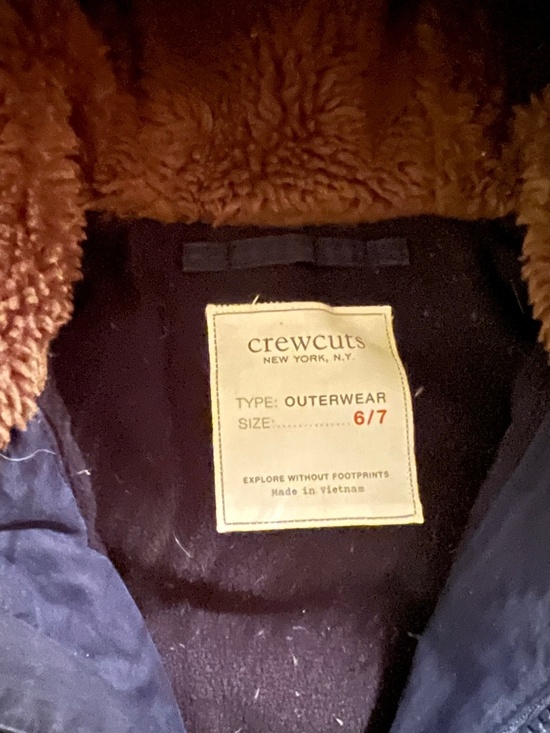 crewcuts
NEW YORK, N.Y.
TYPE: OUTERWEAR
SIZE:..............6/7
EXPLORE WITHOUT FOOTPRINTS
Made in Vietnam